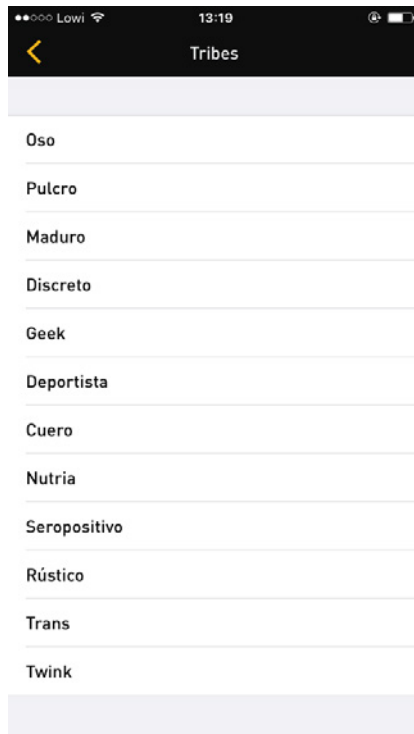 Lowi 13:19
Tribes
Oso
Pulcro
Maduro
Discreto
Geek
Deportista
Cuero
Nutria
Seropositivo
Rústico
Trans
Twink